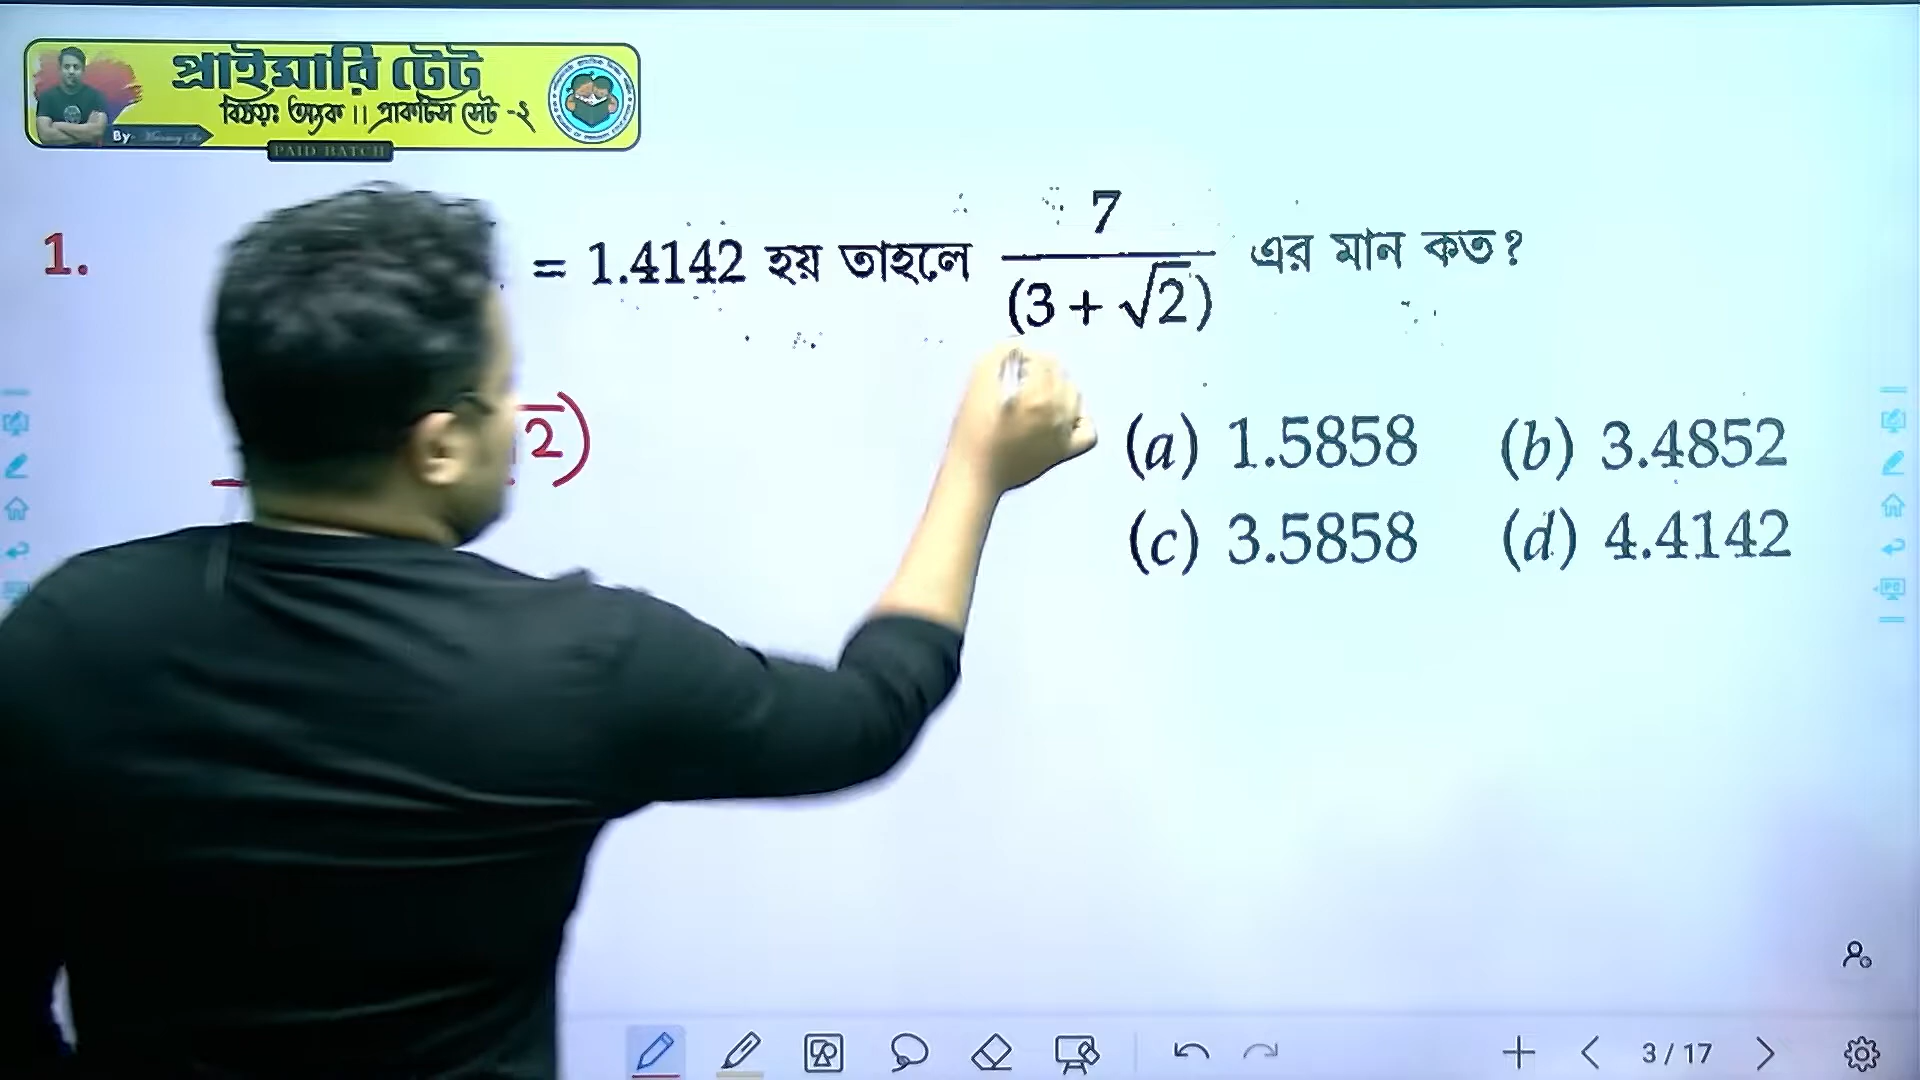 প্রাইমারি টেট
বিষয়ঃ অংক ।। প্রাকটিস সেট -২
By-
PAID BATCH
1.
= 1.4142 হয় তাহলে 7/(3 + √2) এর মান কত?
2)
(a) 1.5858 (b) 3.4852
(c) 3.5858 (d) 4.4142
3 / 17